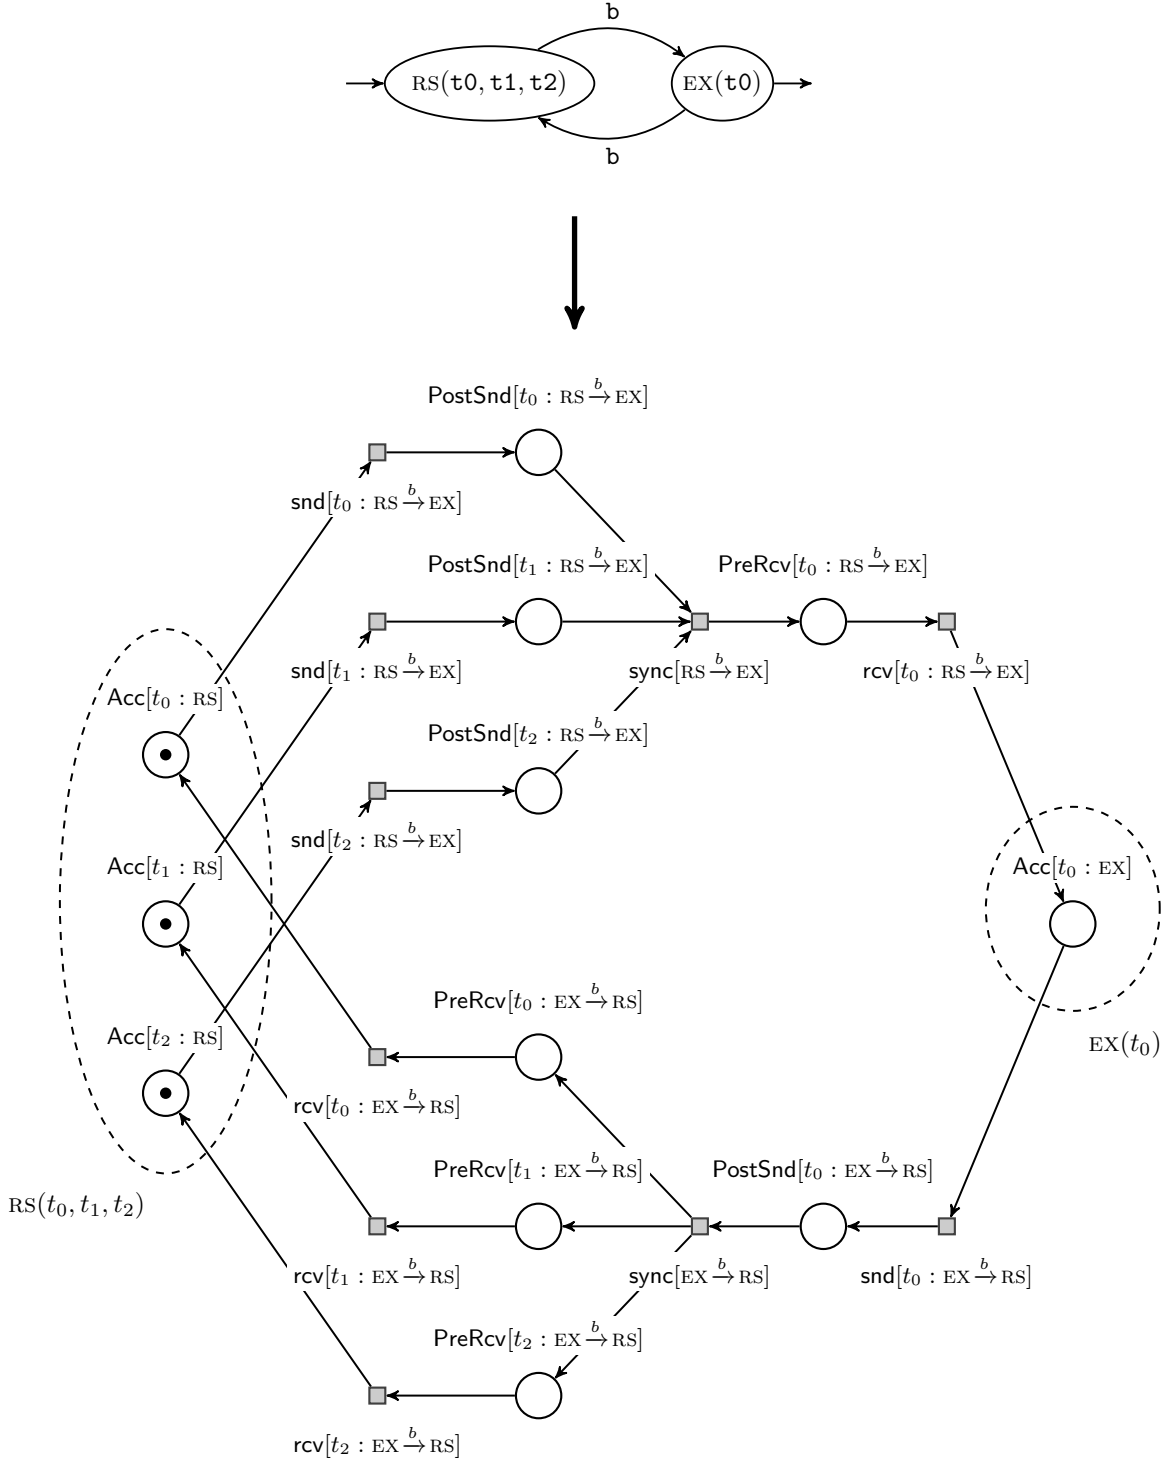 b
RS(t0, t1, t2)
EX(t0)
b
PostSnd[t₀ : RS →ᵇ EX]
snd[t₀ : RS →ᵇ EX]
PostSnd[t₁ : RS →ᵇ EX]
PreRcv[t₀ : RS →ᵇ EX]
snd[t₁ : RS →ᵇ EX]
sync[RS →ᵇ EX]
rcv[t₀ : RS →ᵇ EX]
Acc[t₀ : RS]
PostSnd[t₂ : RS →ᵇ EX]
snd[t₂ : RS →ᵇ EX]
Acc[t₁ : RS]
Acc[t₀ : EX]
PreRcv[t₀ : EX →ᵇ RS]
Acc[t₂ : RS]
EX(t₀)
rcv[t₀ : EX →ᵇ RS]
PreRcv[t₁ : EX →ᵇ RS]
PostSnd[t₀ : EX →ᵇ RS]
RS(t₀, t₁, t₂)
rcv[t₁ : EX →ᵇ RS]
sync[EX →ᵇ RS]
snd[t₀ : EX →ᵇ RS]
PreRcv[t₂ : EX →ᵇ RS]
rcv[t₂ : EX →ᵇ RS]